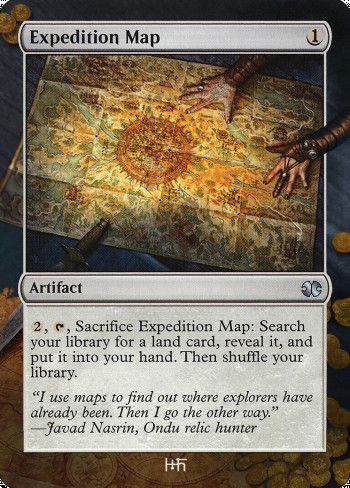 Expedition Map 1
Artifact
2, T, Sacrifice Expedition Map: Search
your library for a land card, reveal it, and
put it into your hand. Then shuffle your
library.
“I use maps to find out where explorers have
already been. Then I go the other way.”
—Javad Nasrin, Ondu relic hunter